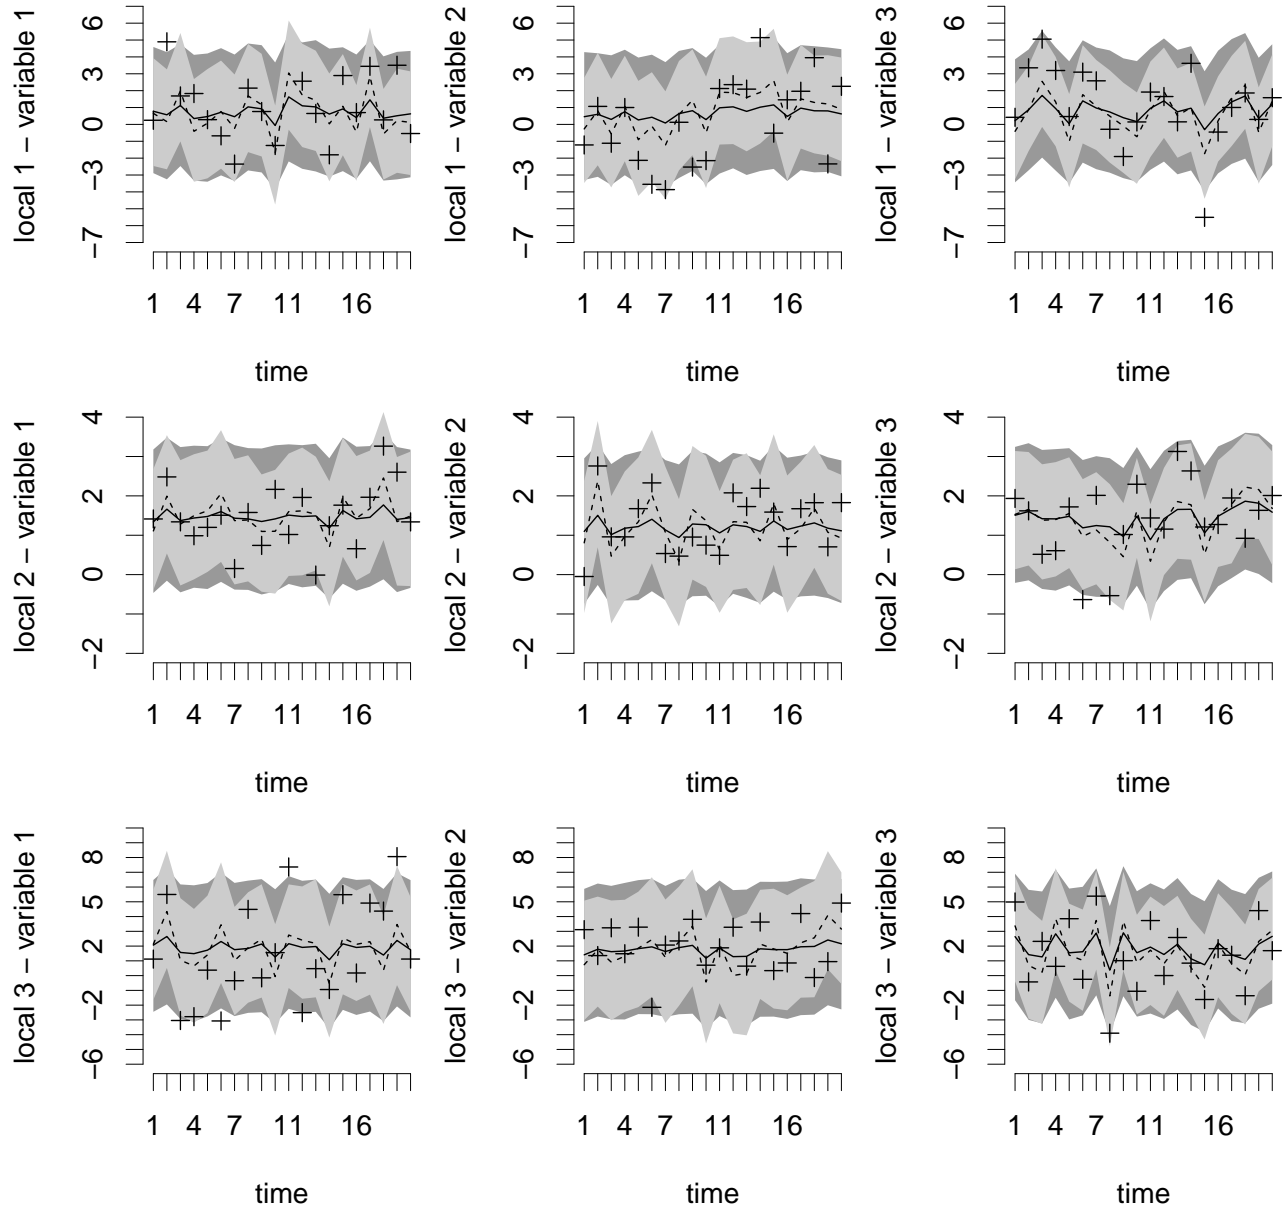 local 1 − variable 1
6
3
0
−3
−7
1 4 7 11 16
time
local 1 − variable 2
6
3
0
−3
−7
1 4 7 11 16
time
local 1 − variable 3
6
3
0
−3
−7
1 4 7 11 16
time
local 2 − variable 1
4
2
0
−2
1 4 7 11 16
time
local 2 − variable 2
4
2
0
−2
1 4 7 11 16
time
local 2 − variable 3
4
2
0
−2
1 4 7 11 16
time
local 3 − variable 1
8
5
2
−2
−6
1 4 7 11 16
time
local 3 − variable 2
8
5
2
−2
−6
1 4 7 11 16
time
local 3 − variable 3
8
5
2
−2
−6
1 4 7 11 16
time